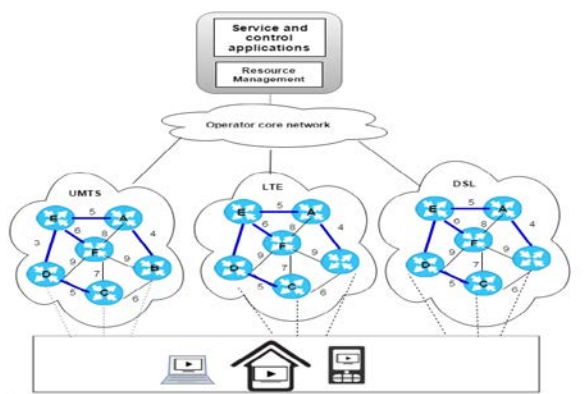 Service and
control
applications
Resource
Management
Operator core network
UMTS
E
5
A
6
8
4
3
F
9
9
D
7
B
5
C
6
LTE
E
5
A
6
8
4
F
9
9
D
7
5
C
6
DSL
E
5
A
6
8
4
F
9
9
D
7
5
C
6